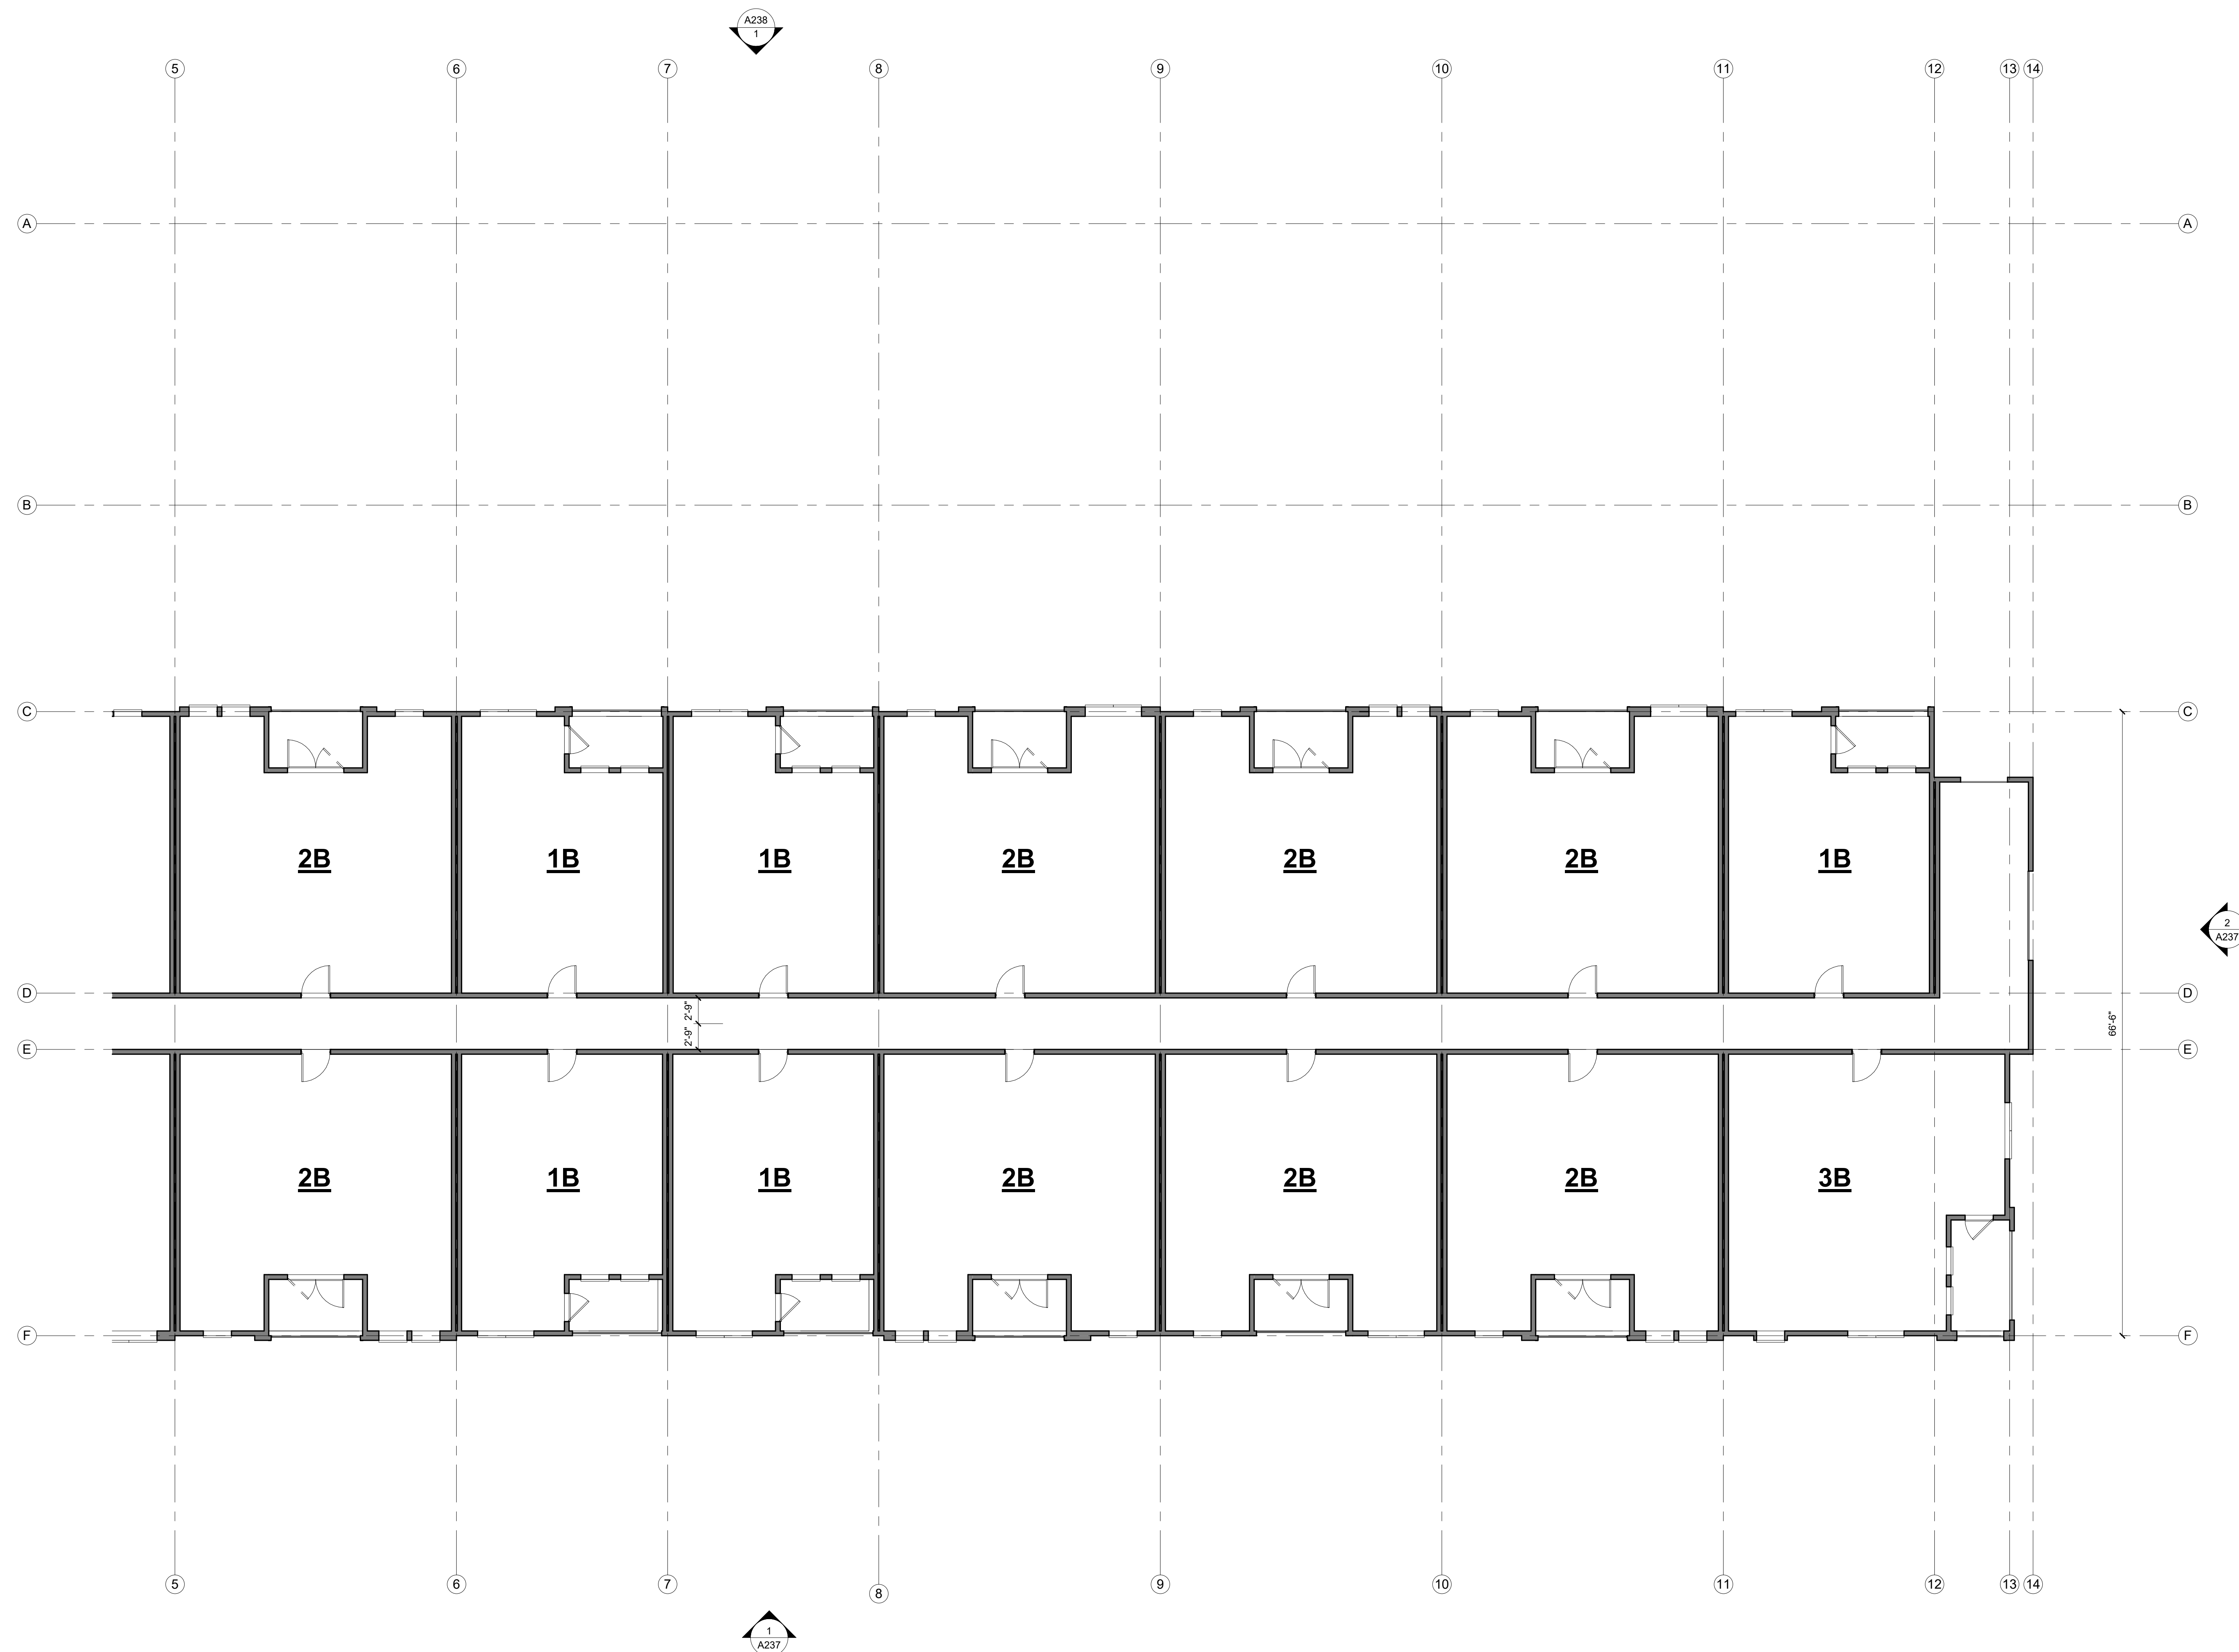 A238
1
5 6 7 8 9 10 11 12 13 14
A A
B B
C C
2B 1B 1B 2B 2B 2B 1B
2
A237
D D
2'-9"
2'-9"
66'-6"
E E
2B 1B 1B 2B 2B 2B 3B
F F
5 6 7 8 9 10 11 12 13 14
1
A237